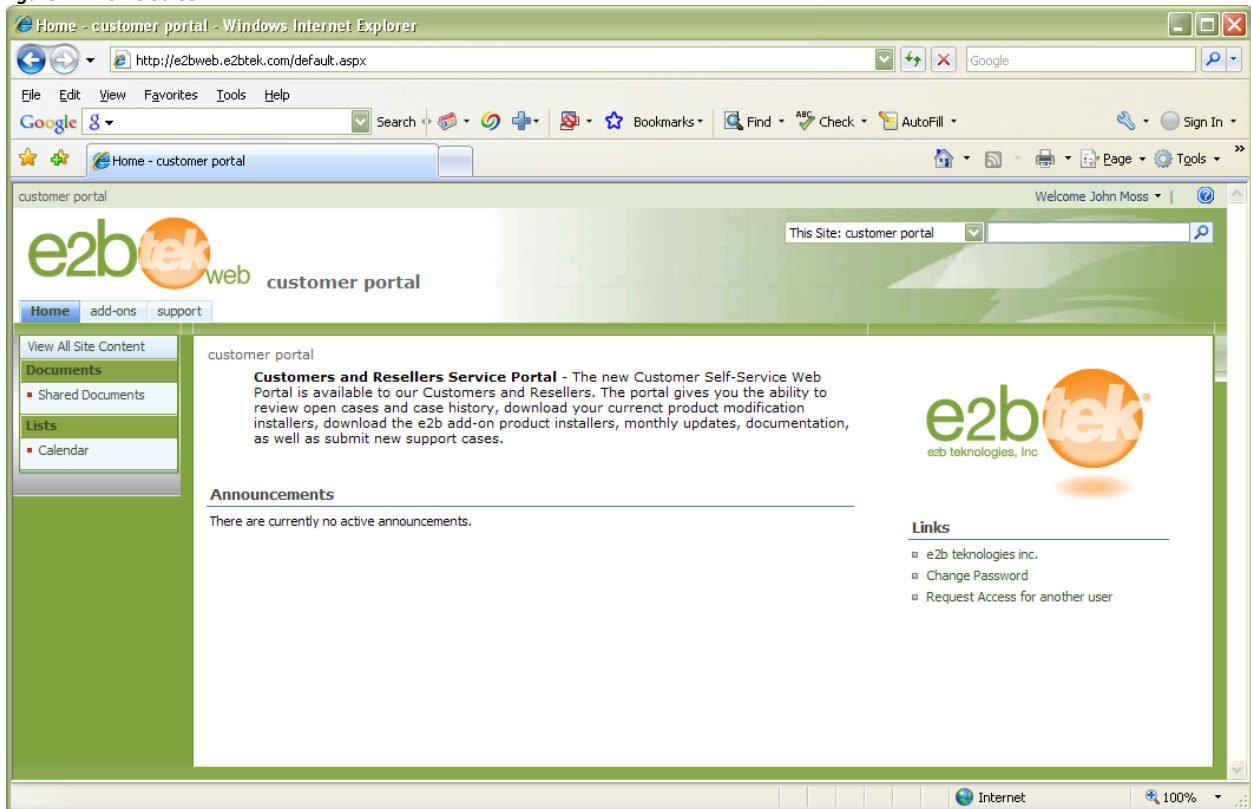 Home - customer portal - Windows Internet Explorer
http://e2bweb.e2btek.com/default.aspx
Google
File Edit View Favorites Tools Help
Google Search Bookmarks Find Check AutoFill Sign In
Home - customer portal Page Tools
customer portal Welcome John Moss
e2btek web customer portal This Site: customer portal
Home add-ons support
View All Site Content
Documents
Shared Documents
Lists
Calendar
customer portal
Customers and Resellers Service Portal - The new Customer Self-Service Web
Portal is available to our Customers and Resellers. The portal gives you the ability to
review open cases and case history, download your currenct product modification
installers, download the e2b add-on product installers, monthly updates, documentation,
as well as submit new support cases.
Announcements
There are currently no active announcements.
e2btek
e2b teknologies, Inc
Links
e2b teknologies inc.
Change Password
Request Access for another user
Internet 100%